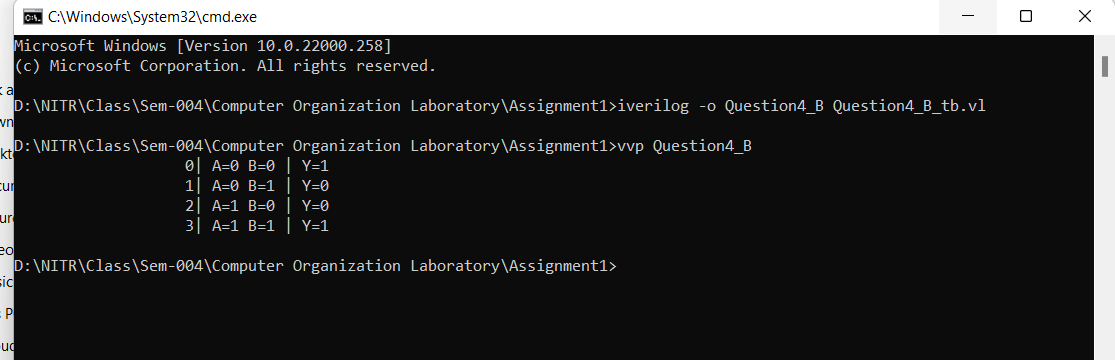 C:\Windows\System32\cmd.exe
Microsoft Windows [Version 10.0.22000.258]
(c) Microsoft Corporation. All rights reserved.
D:\NITR\Class\Sem-004\Computer Organization Laboratory\Assignment1>iverilog -o Question4_B Question4_B_tb.vl
D:\NITR\Class\Sem-004\Computer Organization Laboratory\Assignment1>vvp Question4_B
0| A=0 B=0 | Y=1
1| A=0 B=1 | Y=0
2| A=1 B=0 | Y=0
3| A=1 B=1 | Y=1
D:\NITR\Class\Sem-004\Computer Organization Laboratory\Assignment1>